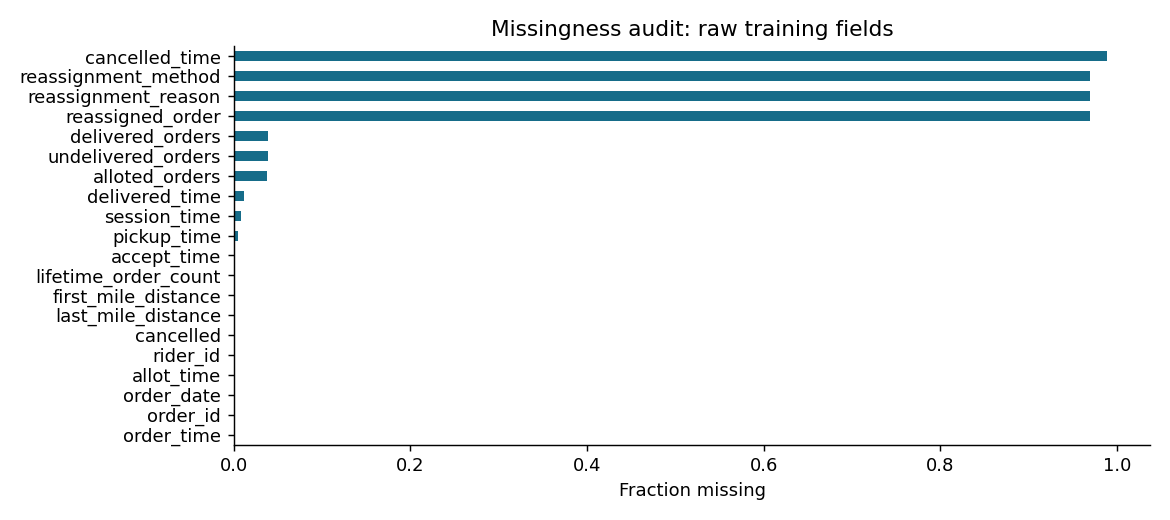 Missingness audit: raw training fields
cancelled_time
reassignment_method
reassignment_reason
reassigned_order
delivered_orders
undelivered_orders
alloted_orders
delivered_time
session_time
pickup_time
accept_time
lifetime_order_count
first_mile_distance
last_mile_distance
cancelled
rider_id
allot_time
order_date
order_id
order_time
0.0 0.2 0.4 0.6 0.8 1.0
Fraction missing